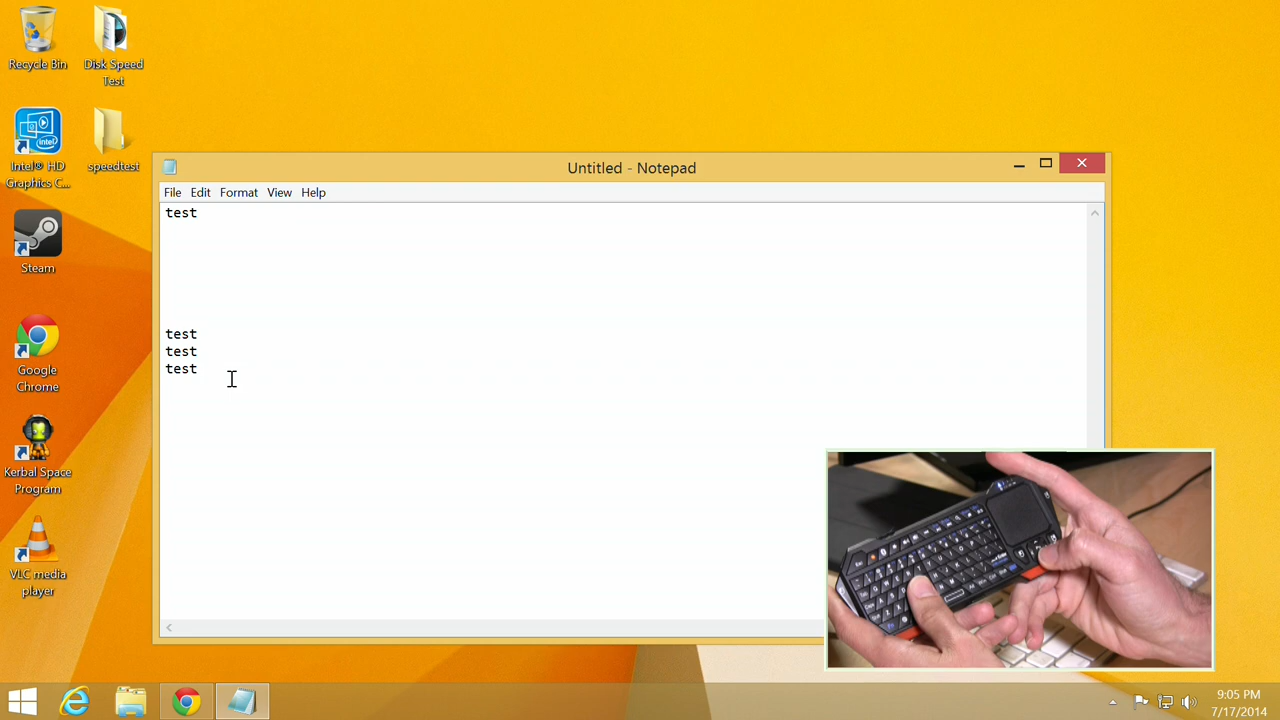 Recycle Bin
Disk Speed
Test
Intel® HD
Graphics C...
speedtest
Steam
Google
Chrome
Kerbal Space
Program
VLC media
player
Untitled - Notepad
File Edit Format View Help
test
test
test
test
9:05 PM
7/17/2014